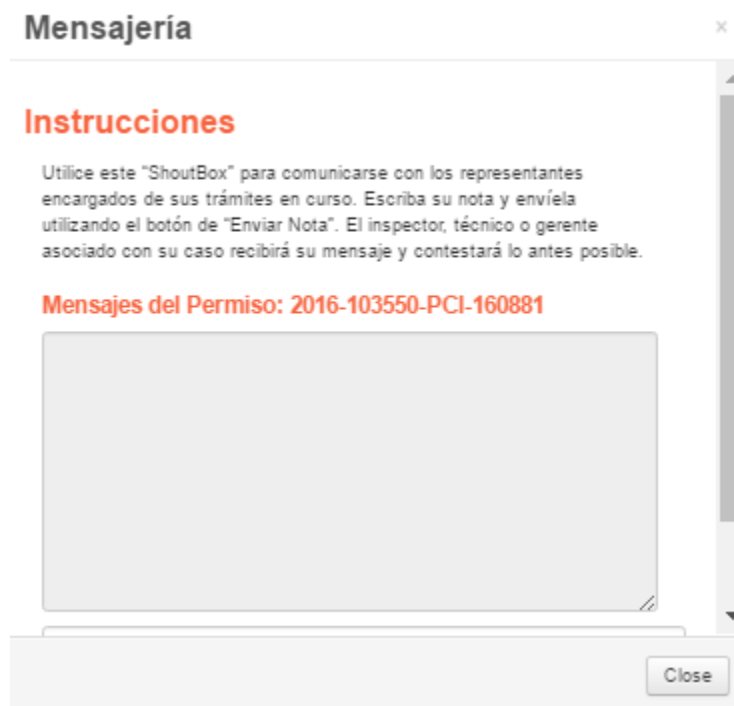 Mensajería
×
Instrucciones
Utilice este "ShoutBox" para comunicarse con los representantes
encargados de sus trámites en curso. Escriba su nota y envíela
utilizando el botón de "Enviar Nota". El inspector, técnico o gerente
asociado con su caso recibirá su mensaje y contestará lo antes posible.
Mensajes del Permiso: 2016-103550-PCI-160881
Close